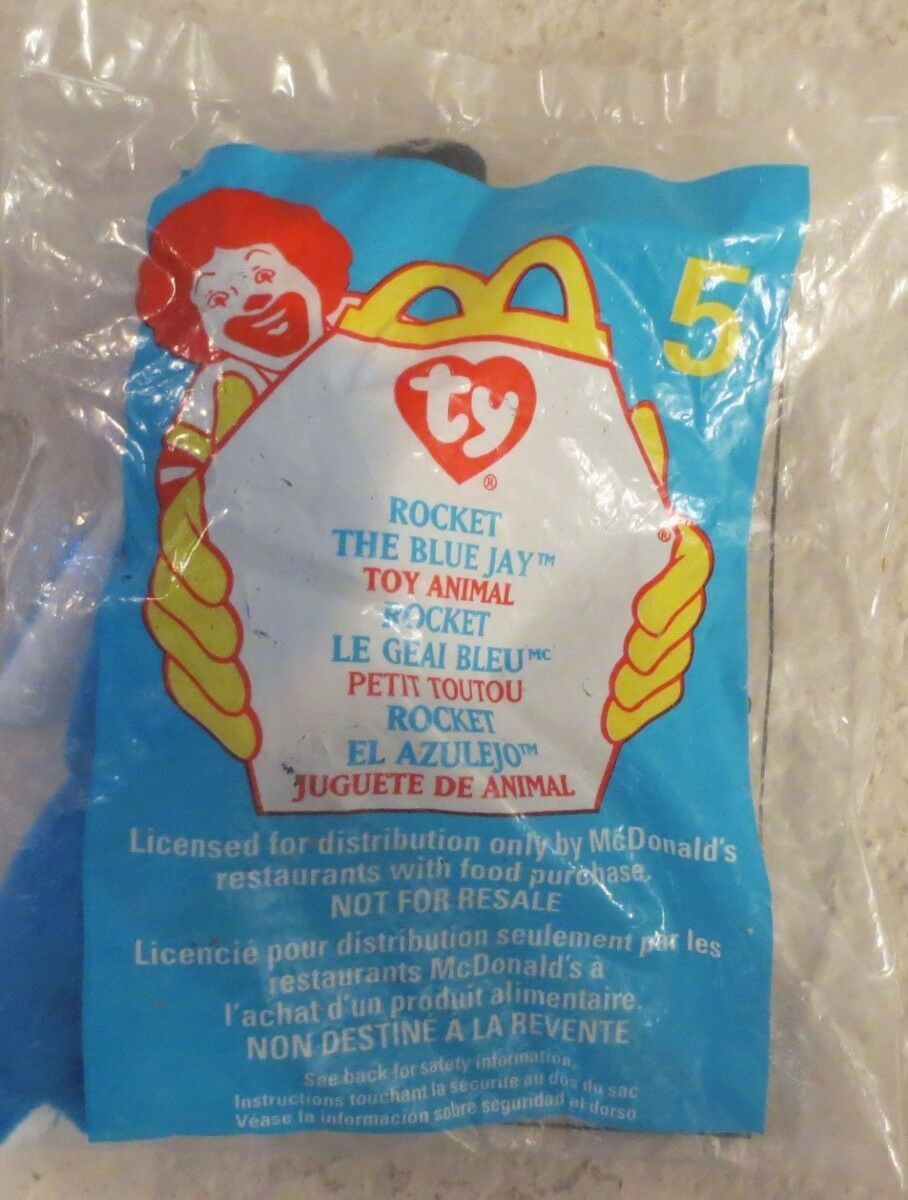 5
ty®
ROCKET
THE BLUE JAY™
TOY ANIMAL
ROCKET
LE GEAI BLEU MC
PETIT TOUTOU
ROCKET
EL AZULEJO™
JUGUETE DE ANIMAL
®
Licensed for distribution only by McDonald's
restaurants with food purchase.
NOT FOR RESALE
Licencié pour distribution seulement par les
restaurants McDonald's à
l'achat d'un produit alimentaire.
NON DESTINÉ À LA REVENTE
See back for safety information.
Instructions touchant la sécurité au dos du sac
Véase la información sobre seguridad al dorso